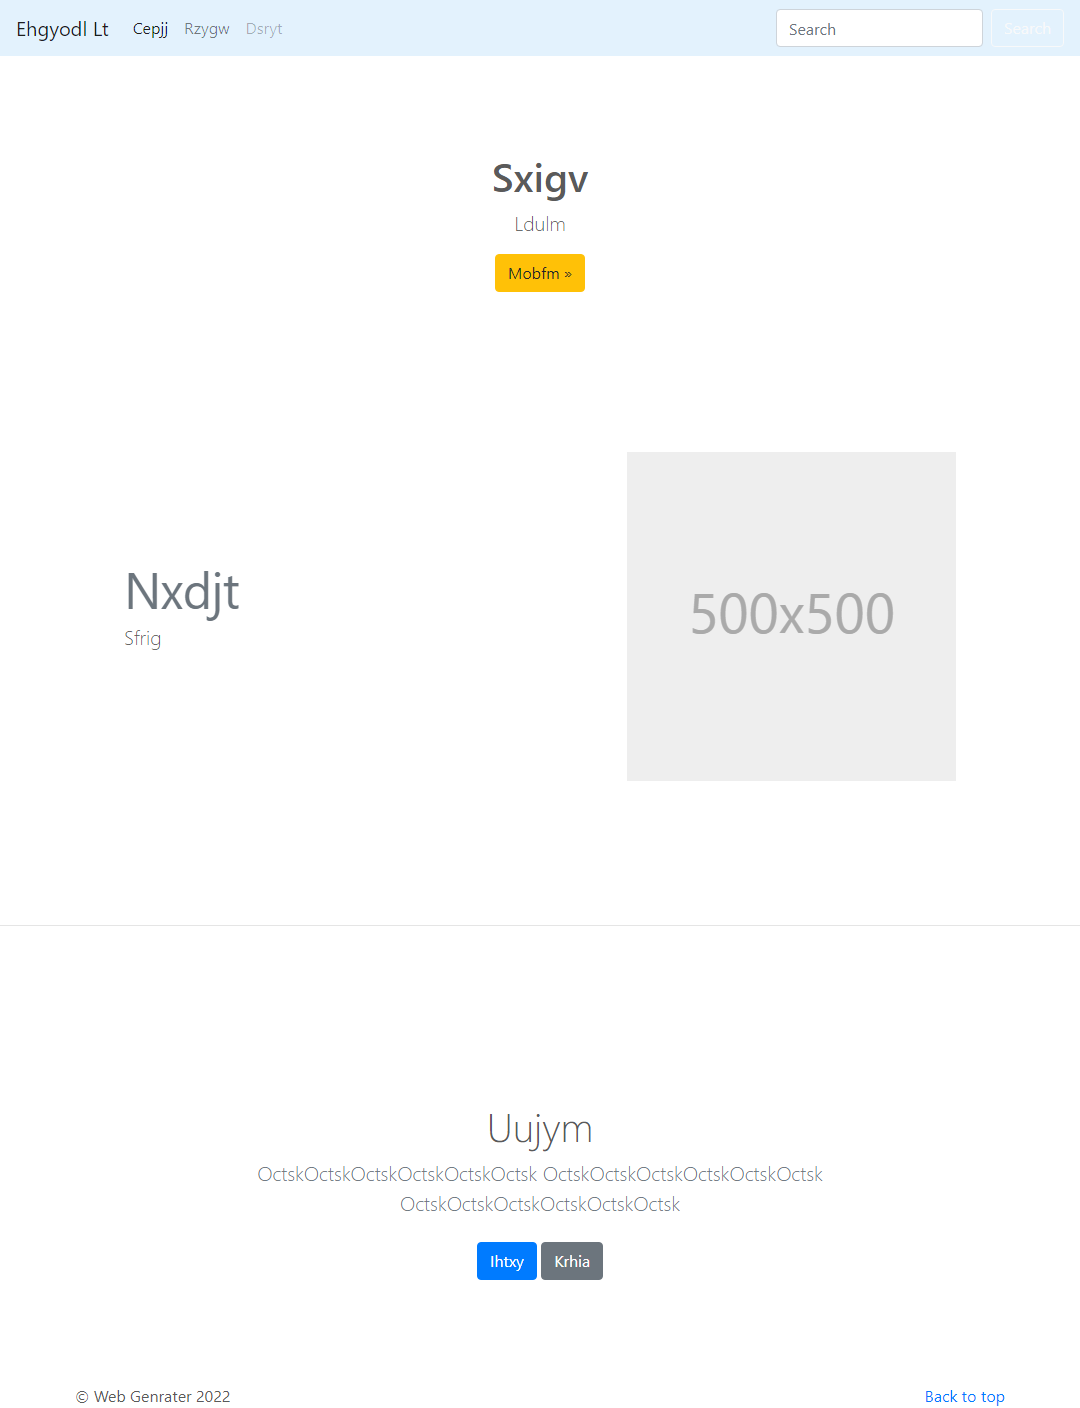 Ehgyodl Lt Cepjj Rzygw Dsryt Search Search
Sxigv
Ldulm
Mobfm »
500x500
Nxdjt
Sfrig
Uujym
OctskOctskOctskOctskOctskOctsk OctskOctskOctskOctskOctskOctsk
OctskOctskOctskOctskOctskOctsk
Ihtxy Krhia
© Web Genrater 2022 Back to top